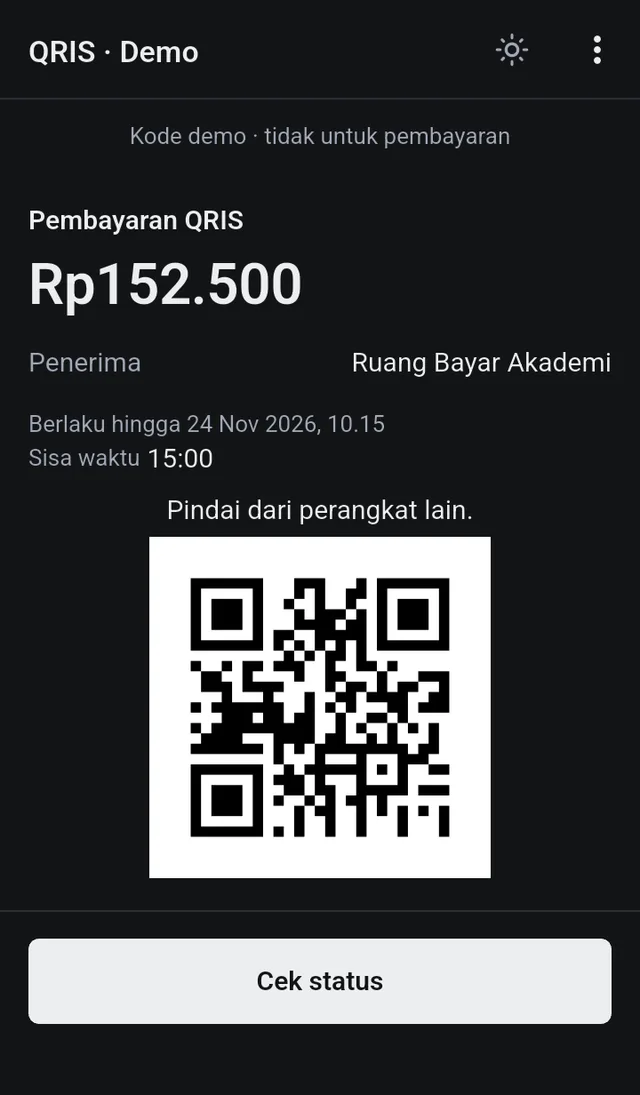 QRIS · Demo
Kode demo · tidak untuk pembayaran
Pembayaran QRIS
Rp152.500
Penerima Ruang Bayar Akademi
Berlaku hingga 24 Nov 2026, 10.15
Sisa waktu 15:00
Pindai dari perangkat lain.
Cek status